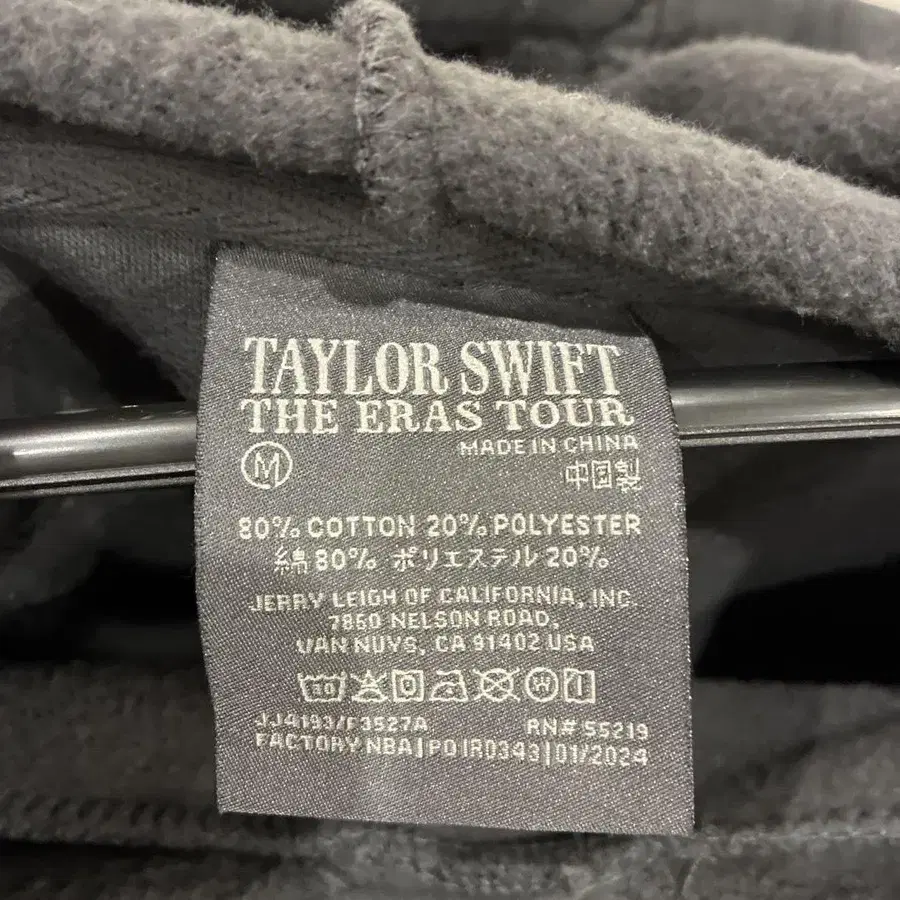 TAYLOR SWIFT
THE ERAS TOUR
MADE IN CHINA
M
中国製
80% COTTON 20% POLYESTER
綿80% ポリエステル 20%
JERRY LEIGH OF CALIFORNIA, INC.
7860 NELSON ROAD,
VAN NUYS, CA 91402 USA
JJ4193/F3527A RN# 55219
FACTORY NBA|PO IR0343|01/2024